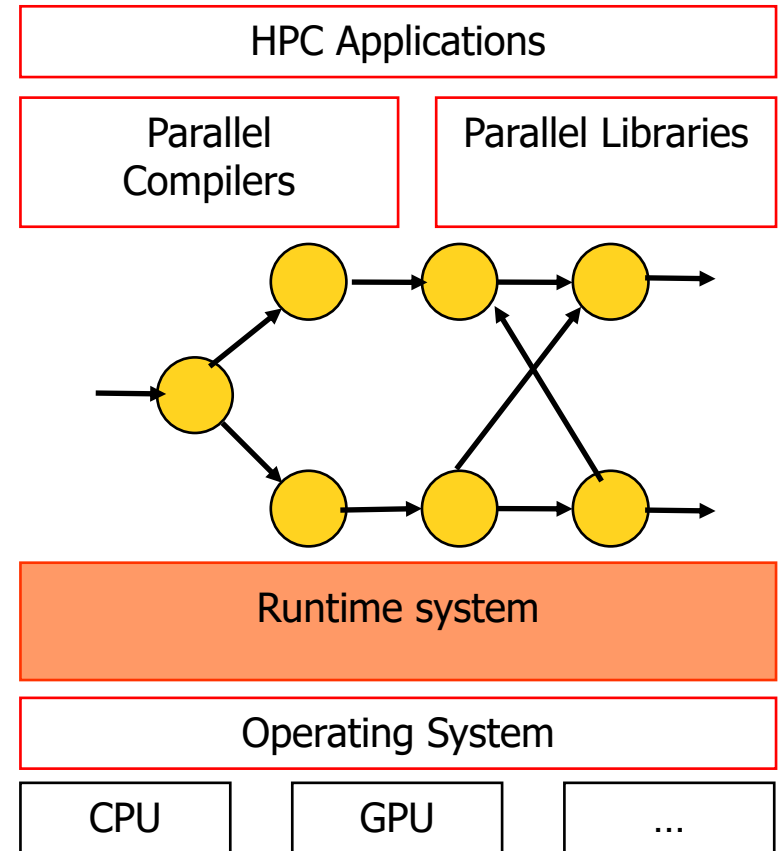 HPC Applications
Parallel
Compilers
Parallel Libraries
Runtime system
Operating System
CPU
GPU
...